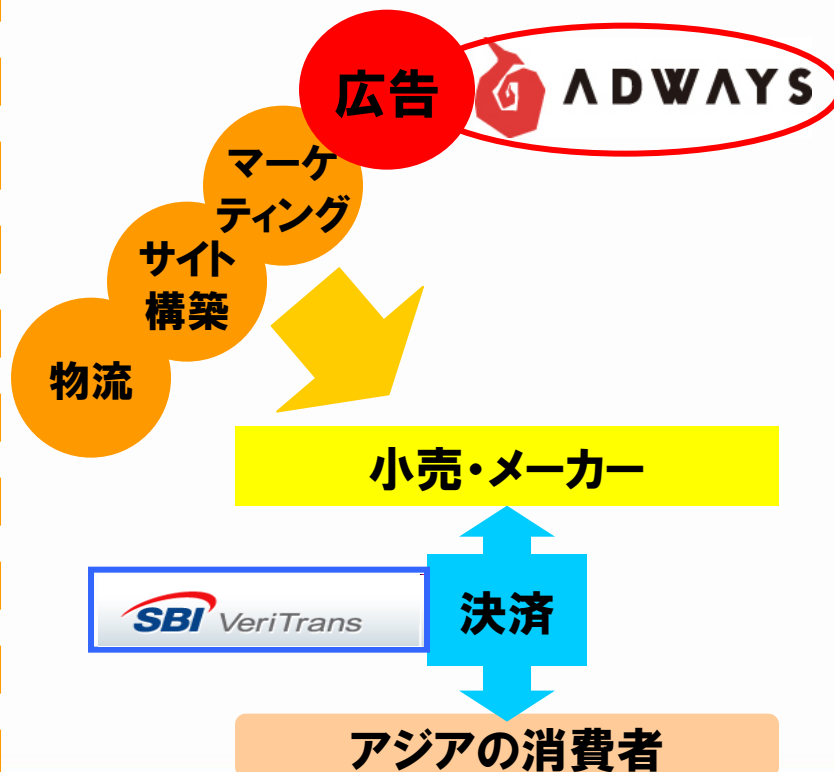 広告
ADWAYS
マーケ
ティング
サイト
構築
物流
小売・メーカー
SBI VeriTrans
決済
アジアの消費者